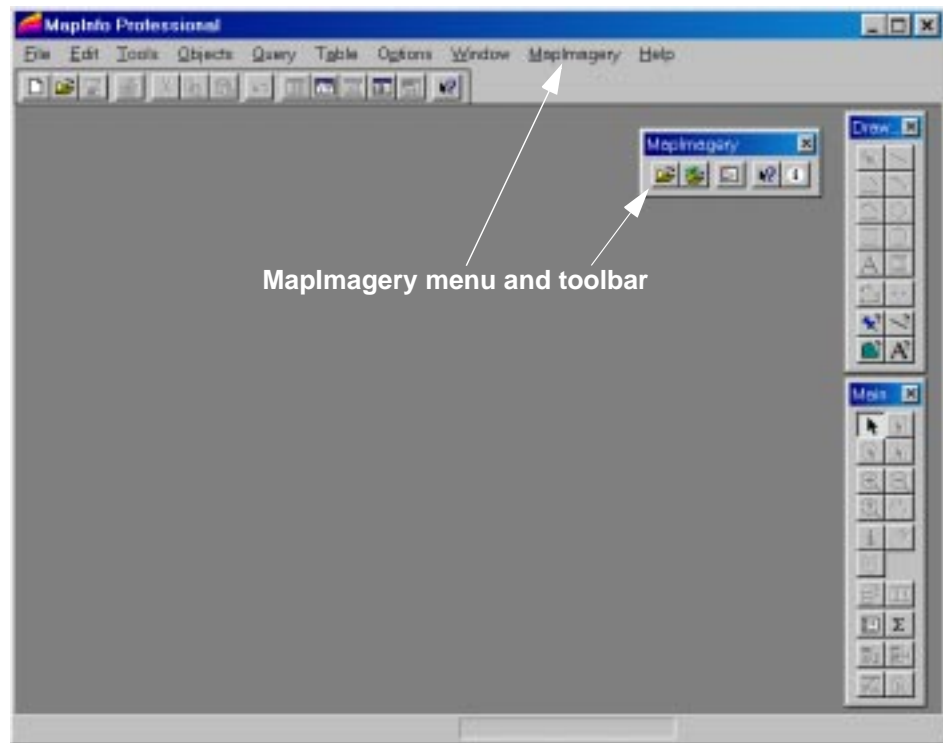 MapInfo Professional
File Edit Tools Objects Query Table Options Window MapImagery Help
MapImagery
Draw...
MapImagery menu and toolbar
A
A
Main
Σ